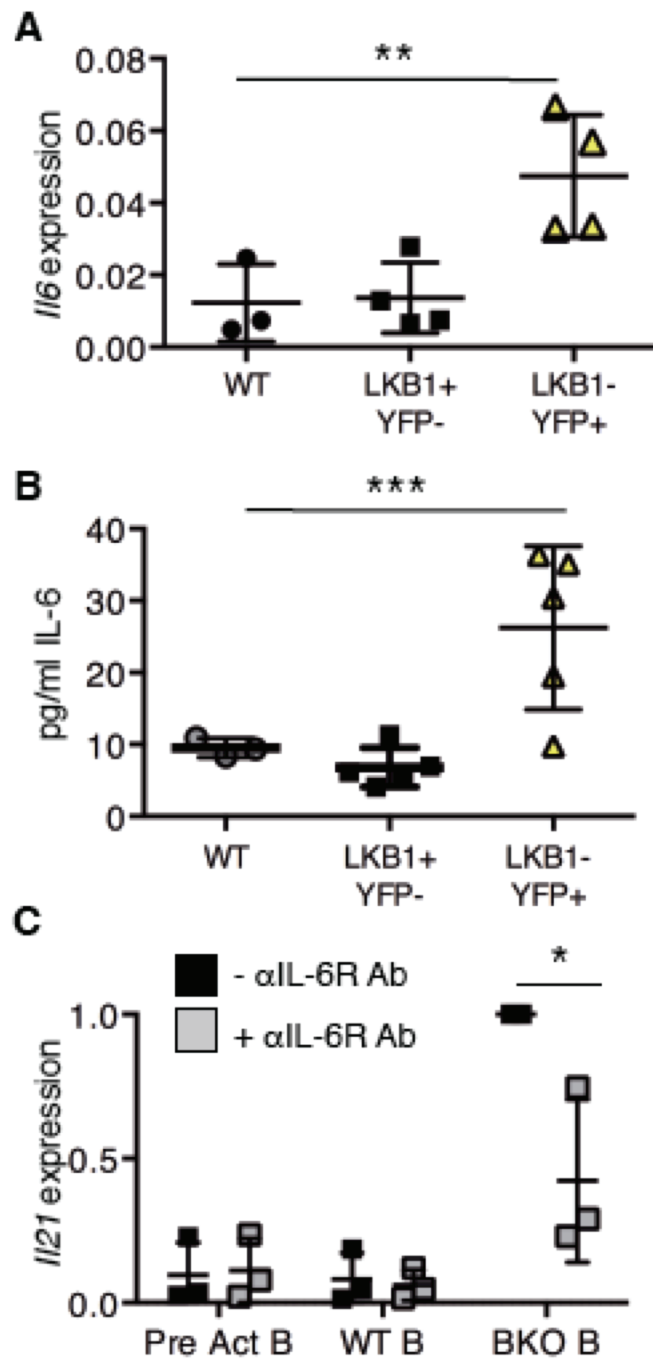 A
**
Il6 expression
0.08
0.06
0.04
0.02
0.00
WT
LKB1+
YFP-
LKB1-
YFP+
B
***
pg/ml IL-6
40
30
20
10
0
WT
LKB1+
YFP-
LKB1-
YFP+
C
- αIL-6R Ab
+ αIL-6R Ab
*
Il21 expression
1.0
0.5
0.0
Pre Act B
WT B
BKO B